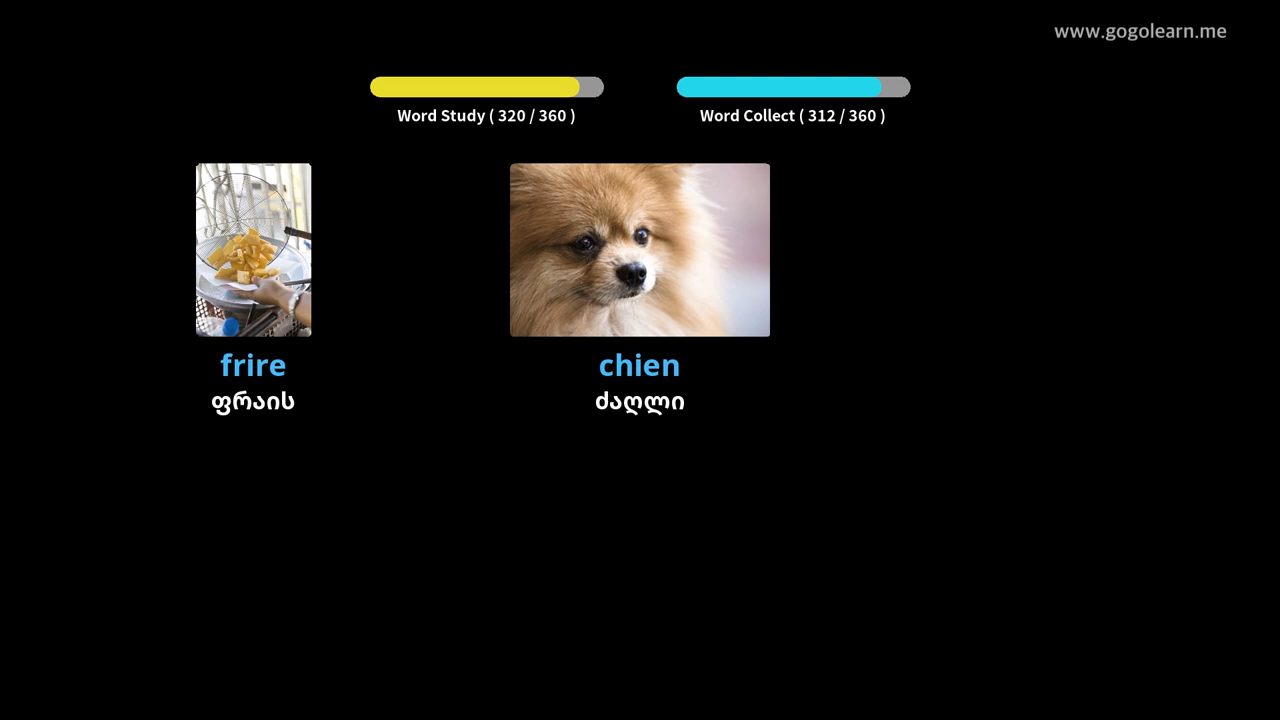 www.gogolearn.me
Word Study ( 320 / 360 )
Word Collect ( 312 / 360 )
frire
ფრაის
chien
ძაღლი